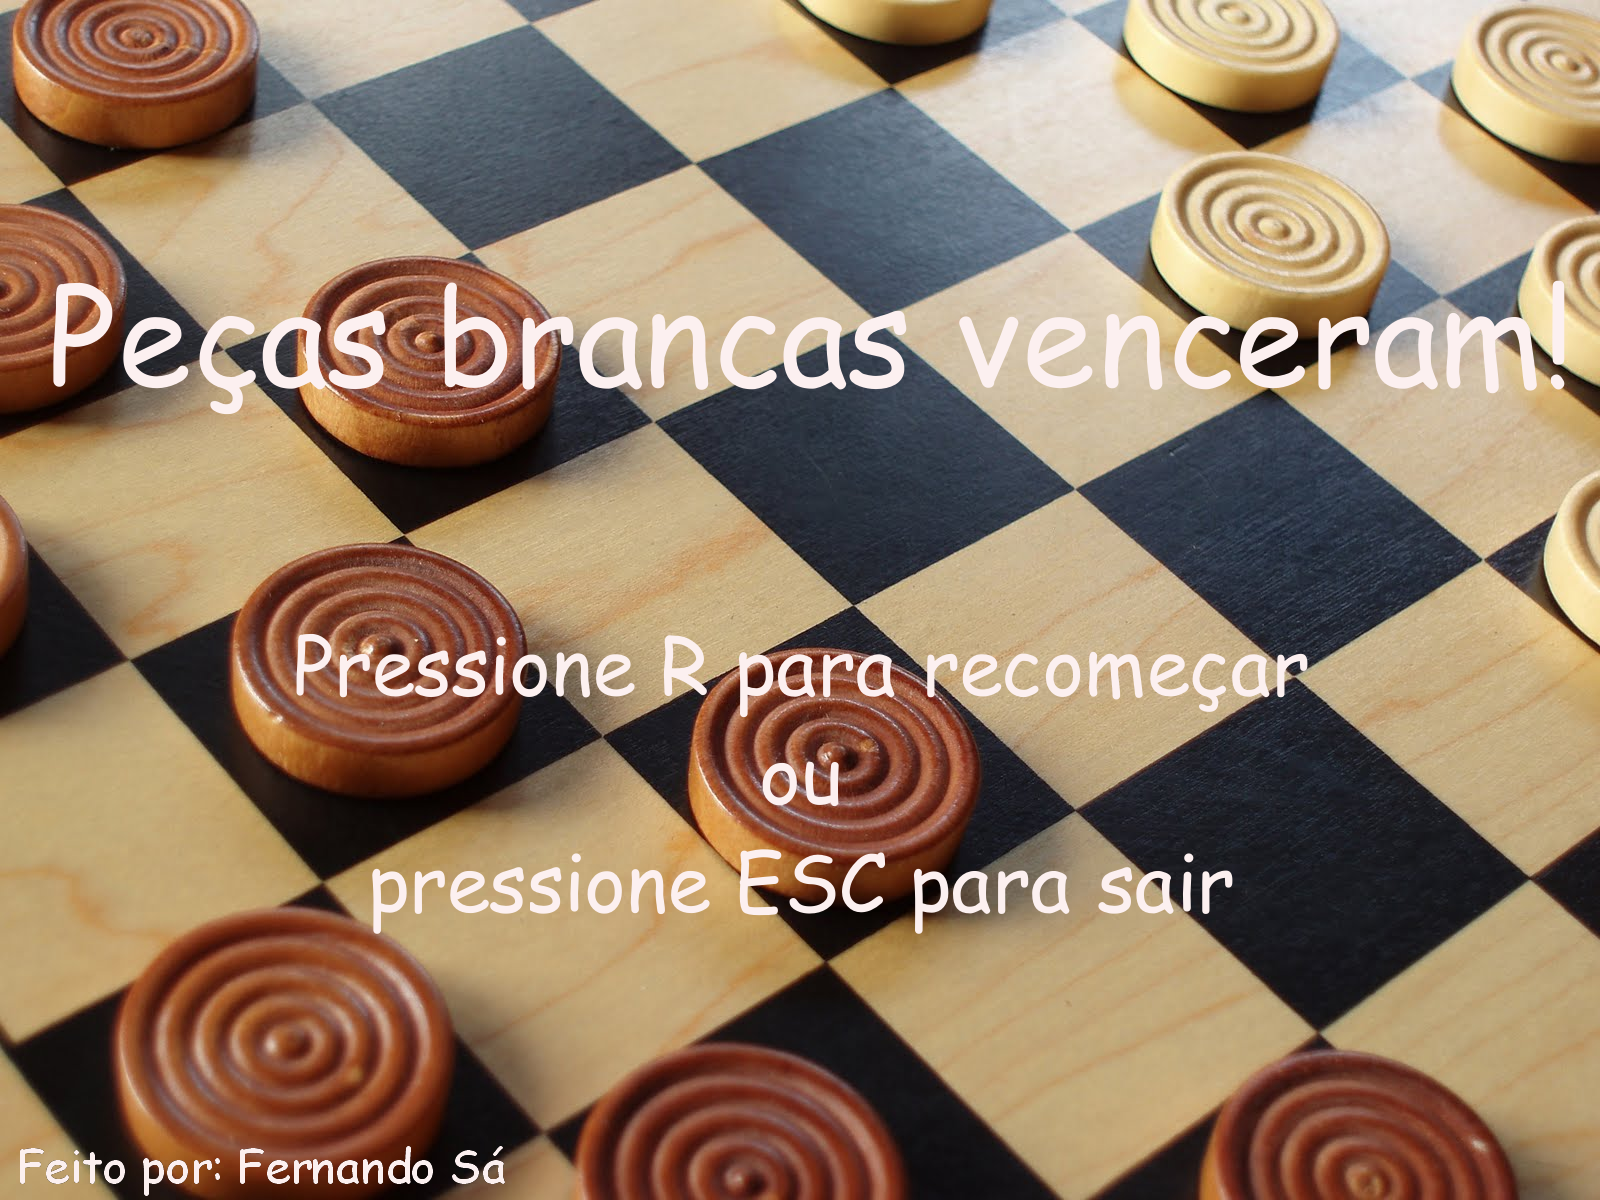 Peças brancas venceram!
Pressione R para recomeçar
ou
pressione ESC para sair
Feito por: Fernando Sá